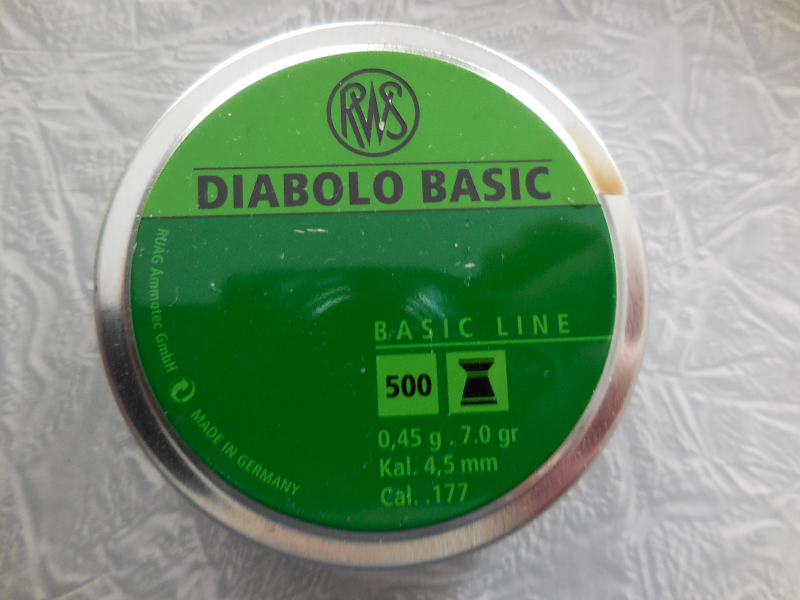 RWS
DIABOLO BASIC
BASIC LINE
500
0,45 g . 7.0 gr
Kal. 4,5 mm
Cal. .177
RUAG Ammotec GmbH
MADE IN GERMANY